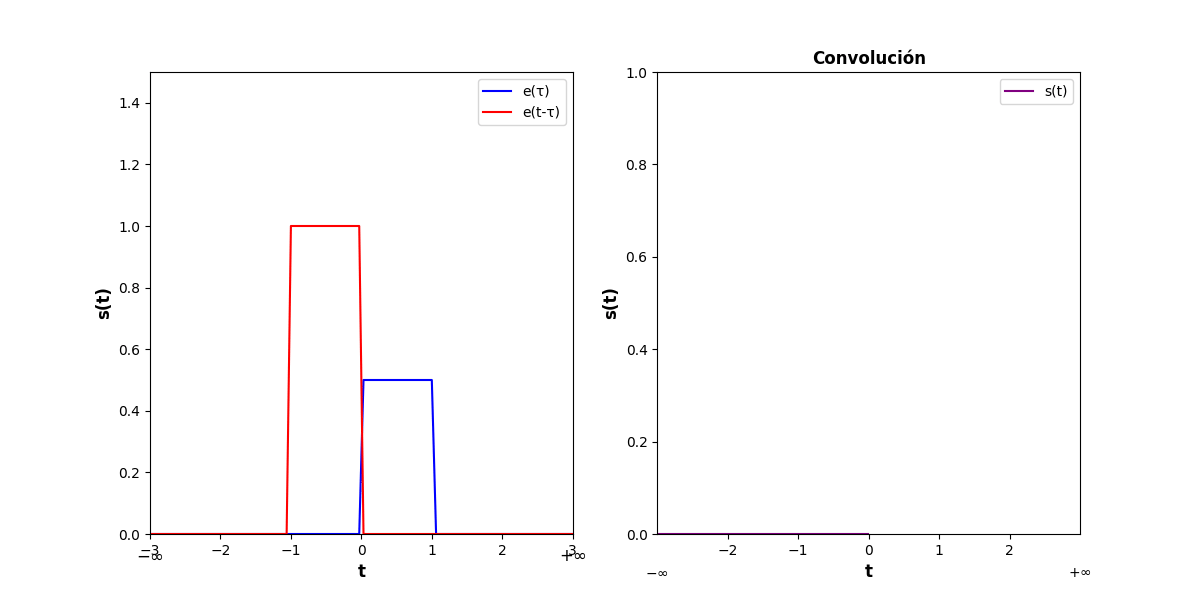 Convolución
e(τ)
e(t-τ)
s(t)
1.4
1.2
1.0
0.8
0.6
0.4
0.2
0.0
s(t)
−3 −2 −1 0 1 2 3
−∞ +∞
t
1.0
0.8
0.6
0.4
0.2
0.0
s(t)
−2 −1 0 1 2
−∞ t +∞